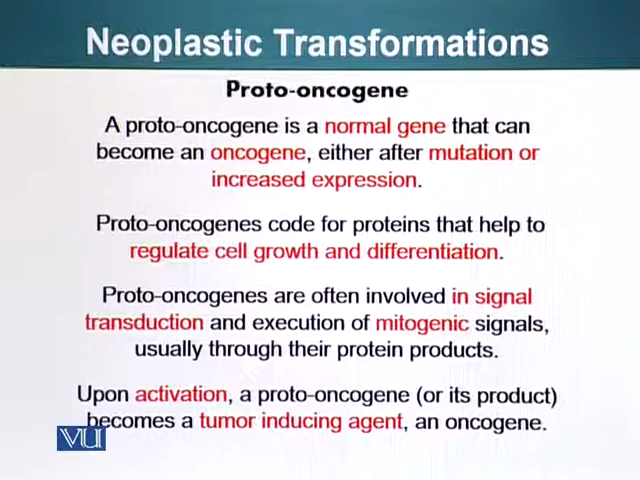 Neoplastic Transformations
Proto-oncogene
A proto-oncogene is a normal gene that can
become an oncogene, either after mutation or
increased expression.
Proto-oncogenes code for proteins that help to
regulate cell growth and differentiation.
Proto-oncogenes are often involved in signal
transduction and execution of mitogenic signals,
usually through their protein products.
Upon activation, a proto-oncogene (or its product)
becomes a tumor inducing agent, an oncogene.
VU